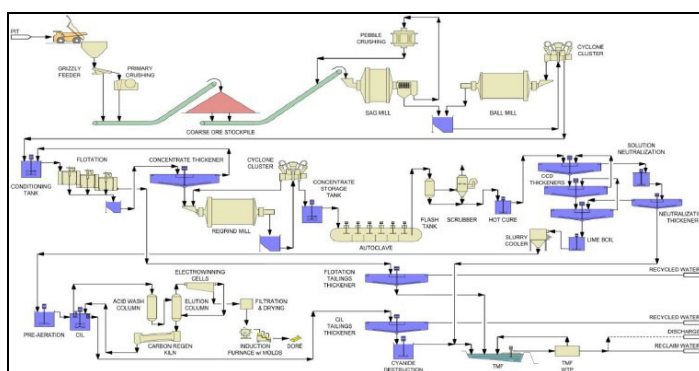 PIT
GRIZZLY
FEEDER
PRIMARY
CRUSHING
COARSE ORE STOCKPILE
PEBBLE
CRUSHING
SAG MILL
BALL MILL
CYCLONE
CLUSTER
CONDITIONING
TANK
FLOTATION
CONCENTRATE THICKENER
REGRIND MILL
CYCLONE
CLUSTER
CONCENTRATE
STORAGE
TANK
AUTOCLAVE
FLASH
TANK
SCRUBBER
HOT CURE
CCD
THICKENERS
SOLUTION
NEUTRALIZATION
NEUTRALIZATION
THICKENER
SLURRY
COOLER
LIME BOIL
PRE-AERATION
CIL
ACID WASH
COLUMN
ELECTROWINNING
CELLS
ELUTION
COLUMN
CARBON REGEN
KILN
FILTRATION
& DRYING
INDUCTION
FURNACE w/ MOLDS
DORE
FLOTATION
TAILINGS
THICKENER
CIL
TAILINGS
THICKENER
CYANIDE
DESTRUCTION
TMF
TMF
WTP
RECYCLED WATER
RECYCLED WATER
DISCHARGE
RECLAIM WATER